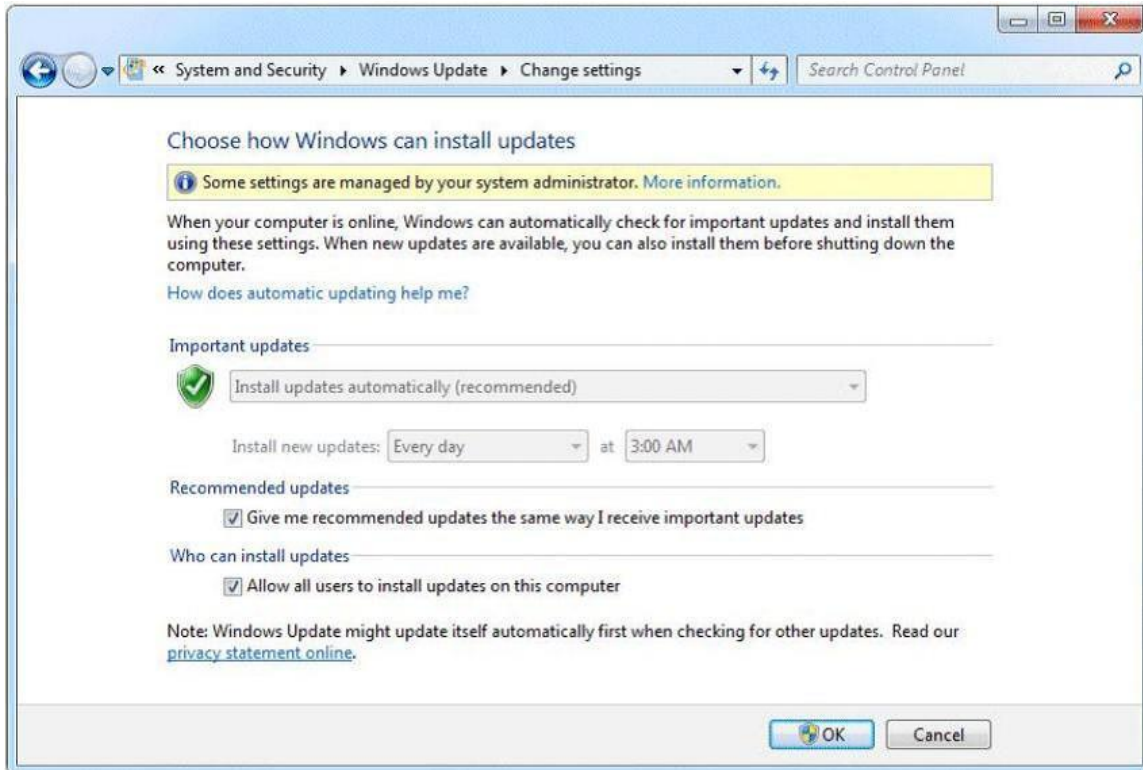 « System and Security ▸ Windows Update ▸ Change settings
Search Control Panel
Choose how Windows can install updates
Some settings are managed by your system administrator. More information.
When your computer is online, Windows can automatically check for important updates and install them
using these settings. When new updates are available, you can also install them before shutting down the
computer.
How does automatic updating help me?
Important updates
Install updates automatically (recommended)
Install new updates: Every day at 3:00 AM
Recommended updates
Give me recommended updates the same way I receive important updates
Who can install updates
Allow all users to install updates on this computer
Note: Windows Update might update itself automatically first when checking for other updates. Read our
privacy statement online.
OK Cancel